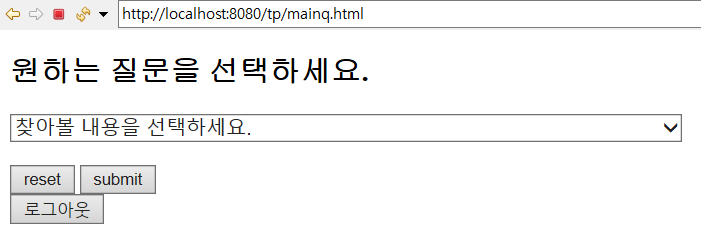 http://localhost:8080/tp/mainq.html
원하는 질문을 선택하세요.
찾아볼 내용을 선택하세요.
reset submit
로그아웃